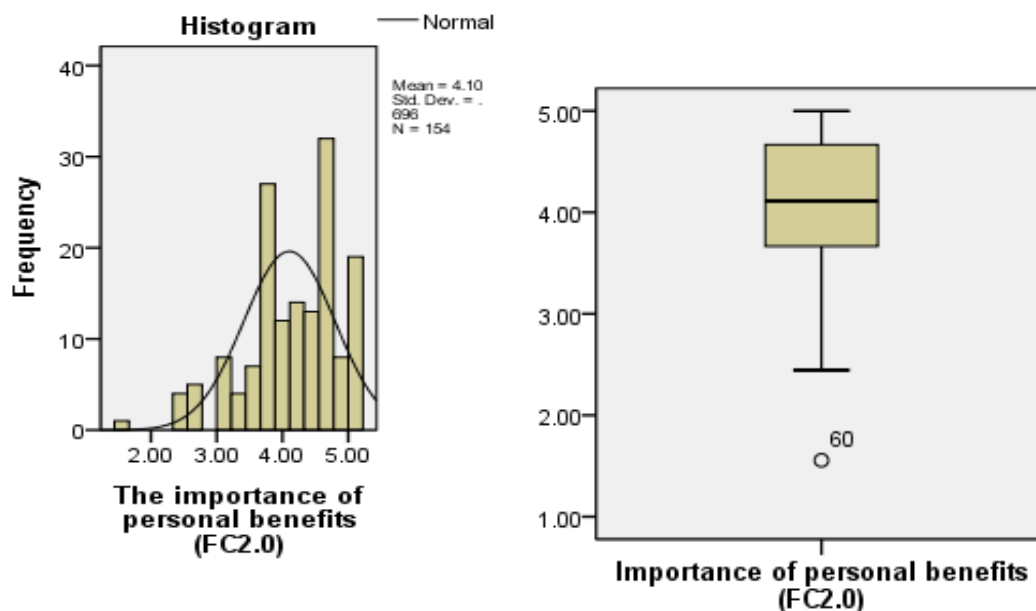 Histogram
Normal
40
30
20
10
0
Frequency
Mean = 4.10
Std. Dev. = .
696
N = 154
2.00 3.00 4.00 5.00
The importance of
personal benefits
(FC2.0)
5.00
4.00
3.00
2.00
1.00
60
Importance of personal benefits
(FC2.0)